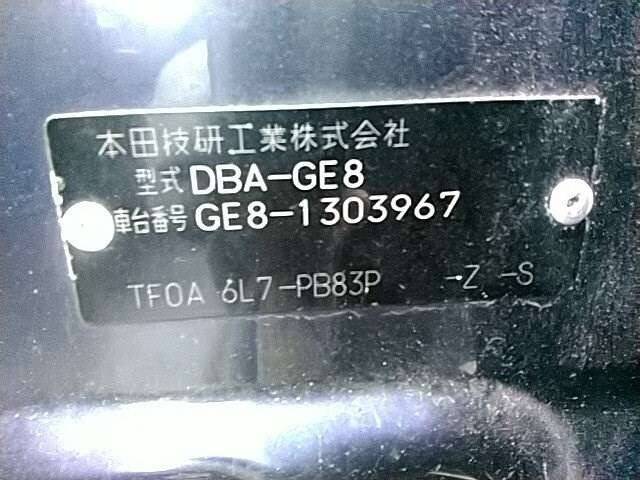 本田技研工業株式会社
型式 DBA-GE8
車台番号 GE8-1303967
TF0A 6L7-PB83P -Z -S